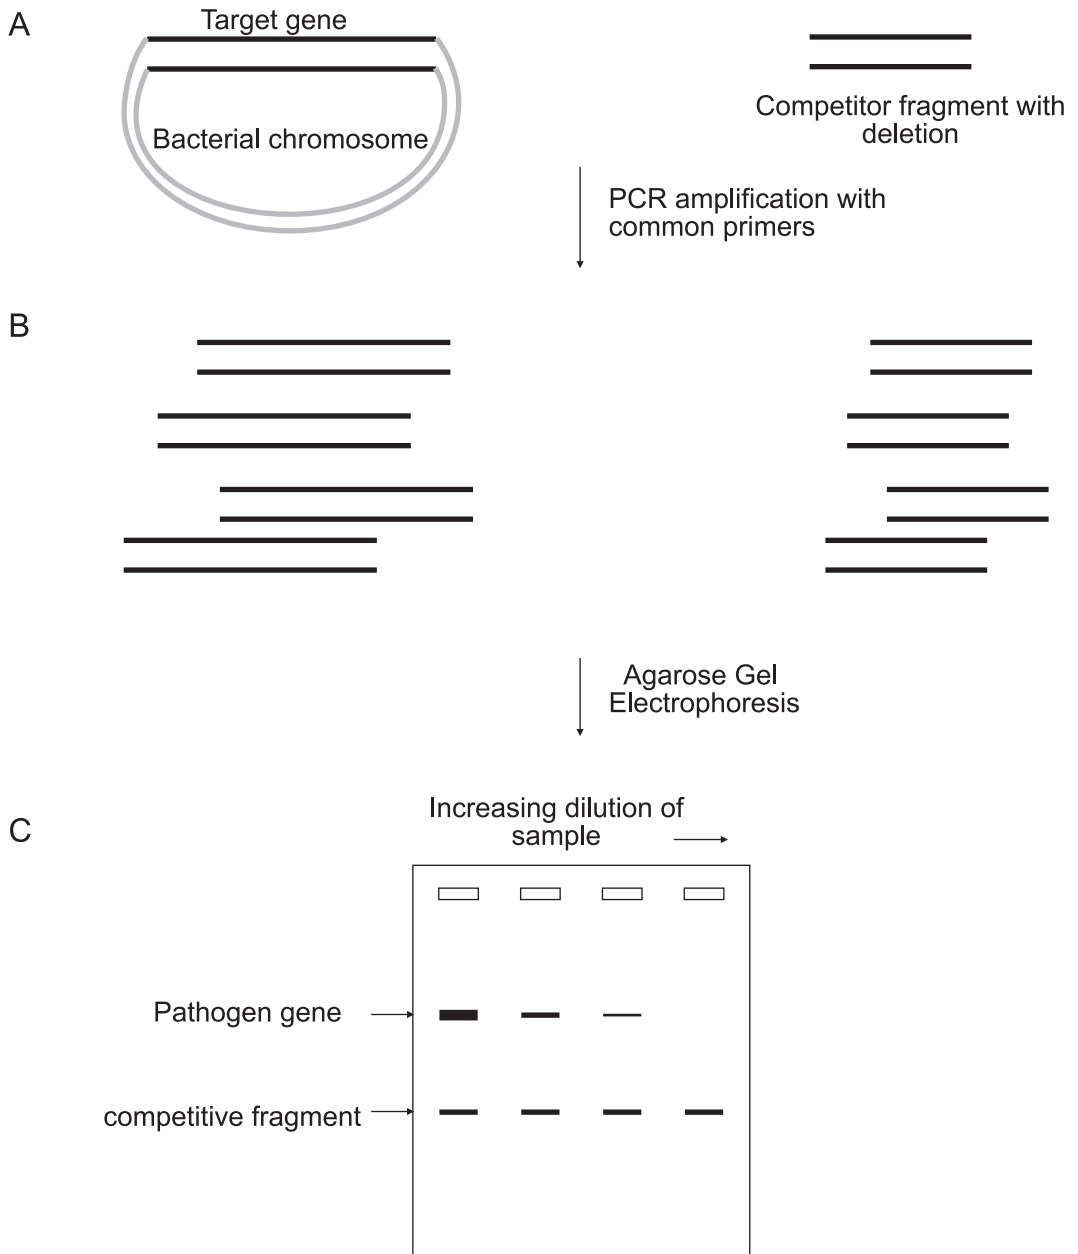 A
Target gene
Bacterial chromosome
Competitor fragment with
deletion
PCR amplification with
common primers
B
Agarose Gel
Electrophoresis
C
Increasing dilution of
sample
Pathogen gene
competitive fragment